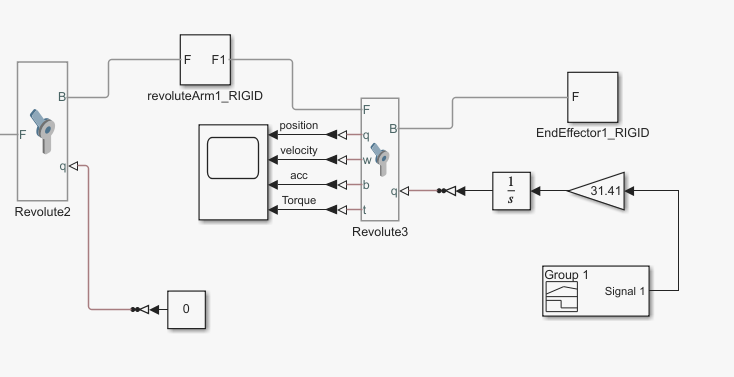 F F1
revoluteArm1_RIGID
B
F
q
Revolute2
F
EndEffector1_RIGID
F
B
position q
velocity w
acc b
Torque t
q
Revolute3
1
s
31.41
Group 1
Signal 1
0